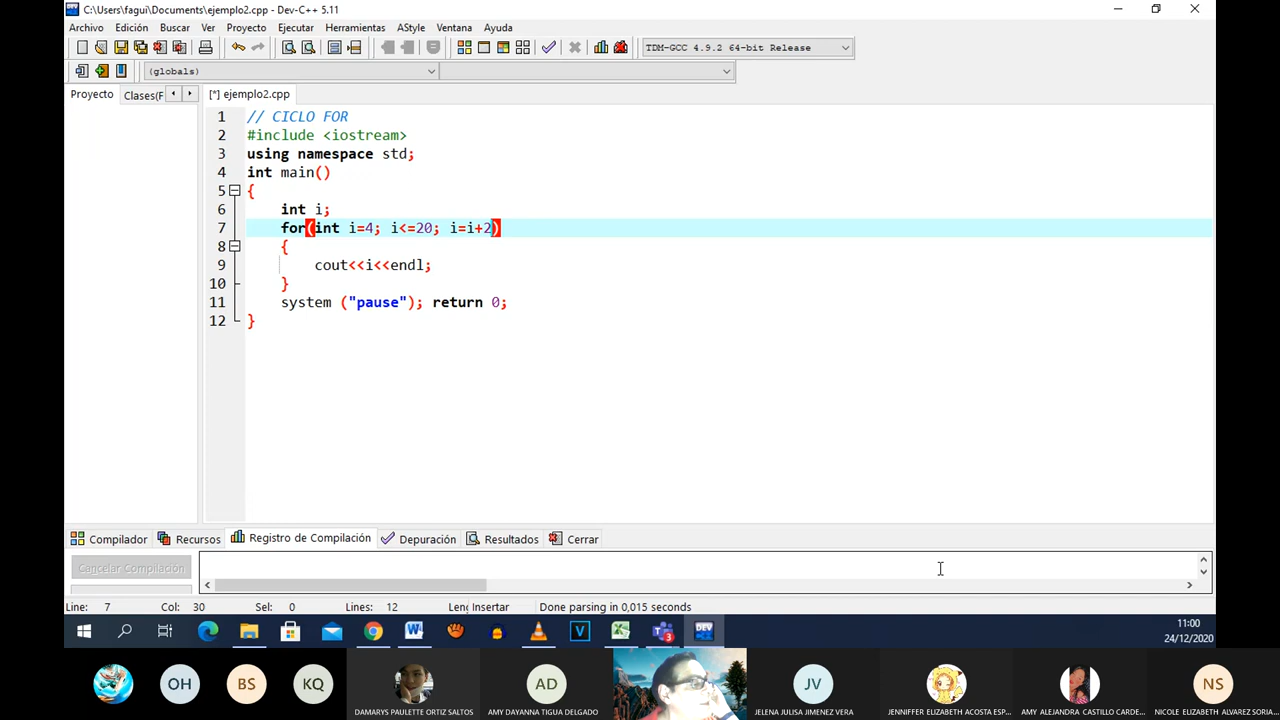 C:\Users\fagui\Documents\ejemplo2.cpp - Dev-C++ 5.11
Archivo Edición Buscar Ver Proyecto Ejecutar Herramientas AStyle Ventana Ayuda
TDM-GCC 4.9.2 64-bit Release
(globals)
Proyecto Clases(F [*] ejemplo2.cpp
1 // CICLO FOR
2 #include <iostream>
3 using namespace std;
4 int main()
5 {
6 int i;
7 for(int i=4; i<=20; i=i+2)
8 {
9 cout<<i<<endl;
10 }
11 system ("pause"); return 0;
12 }
Compilador Recursos Registro de Compilación Depuración Resultados Cerrar
Cancelar Compilación
Line: 7 Col: 30 Sel: 0 Lines: 12 Leng Insertar Done parsing in 0,015 seconds
DEV
11:00
24/12/2020
OH BS KQ AD JV NS
DAMARYS PAULETTE ORTIZ SALTOS AMY DAYANNA TIGUA DELGADO JELENA JULISA JIMENEZ VERA JENNIFFER ELIZABETH ACOSTA ESP... AMY ALEJANDRA CASTILLO CARDE... NICOLE ELIZABETH ALVAREZ SORIA...